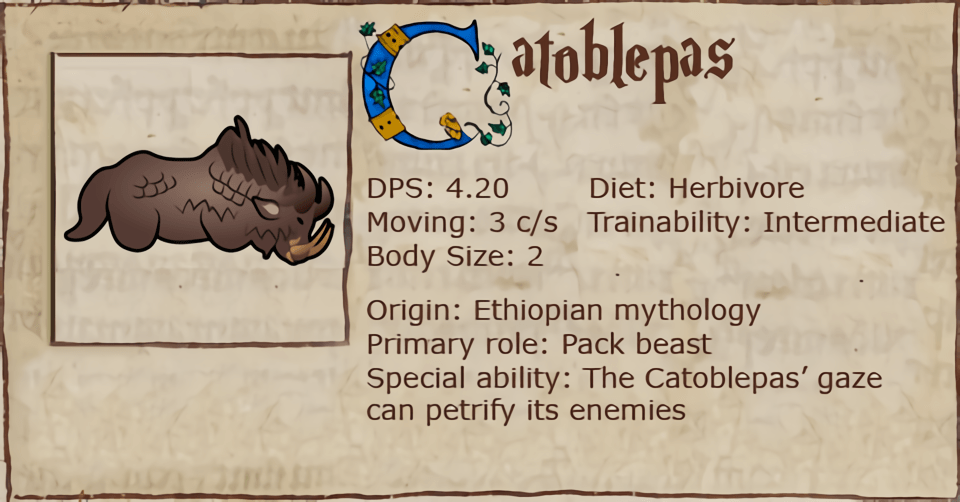 Catoblepas
DPS: 4.20 Diet: Herbivore
Moving: 3 c/s Trainability: Intermediate
Body Size: 2
Origin: Ethiopian mythology
Primary role: Pack beast
Special ability: The Catoblepas’ gaze
can petrify its enemies